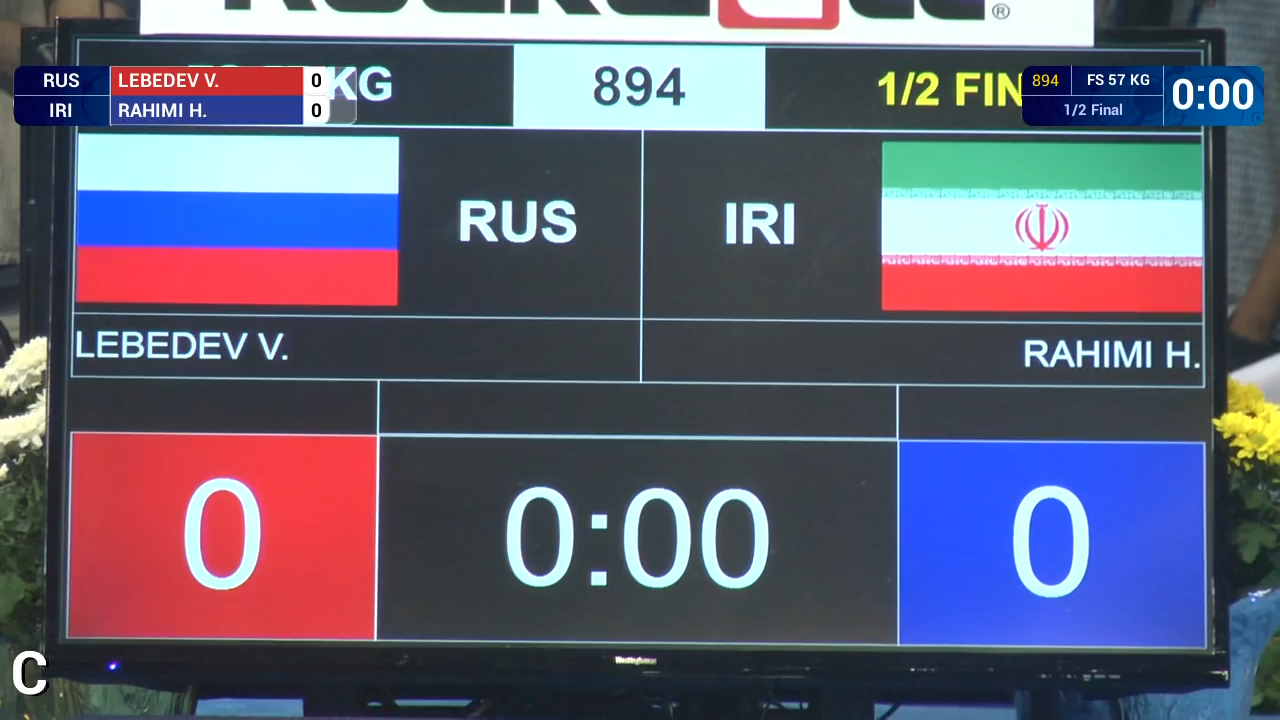 RUS LEBEDEV V. 0
IRI RAHIMI H. 0
KG
894
1/2 FIN
894 FS 57 KG 0:00
1/2 Final
RUS
IRI
LEBEDEV V.
RAHIMI H.
0
0:00
0
Westinghouse
C